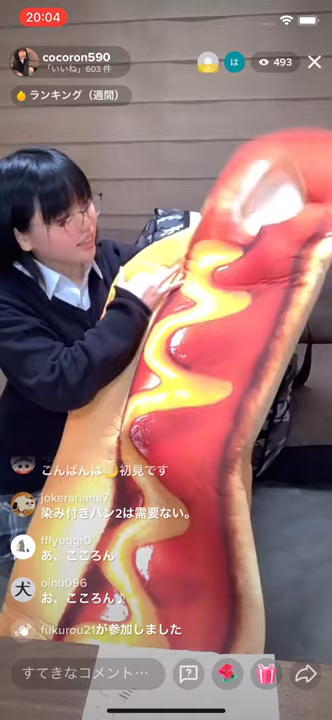 20:04
cocoron590
「いいね」603 件
は
493
ランキング（週間）
こんばんは🌙初見です
jokerariana7
染み付きパン2は需要ない。
fffyuggr0
あ、こころん
犬
oinu096
お、こころん
fukurou21が参加しました
すてきなコメント…